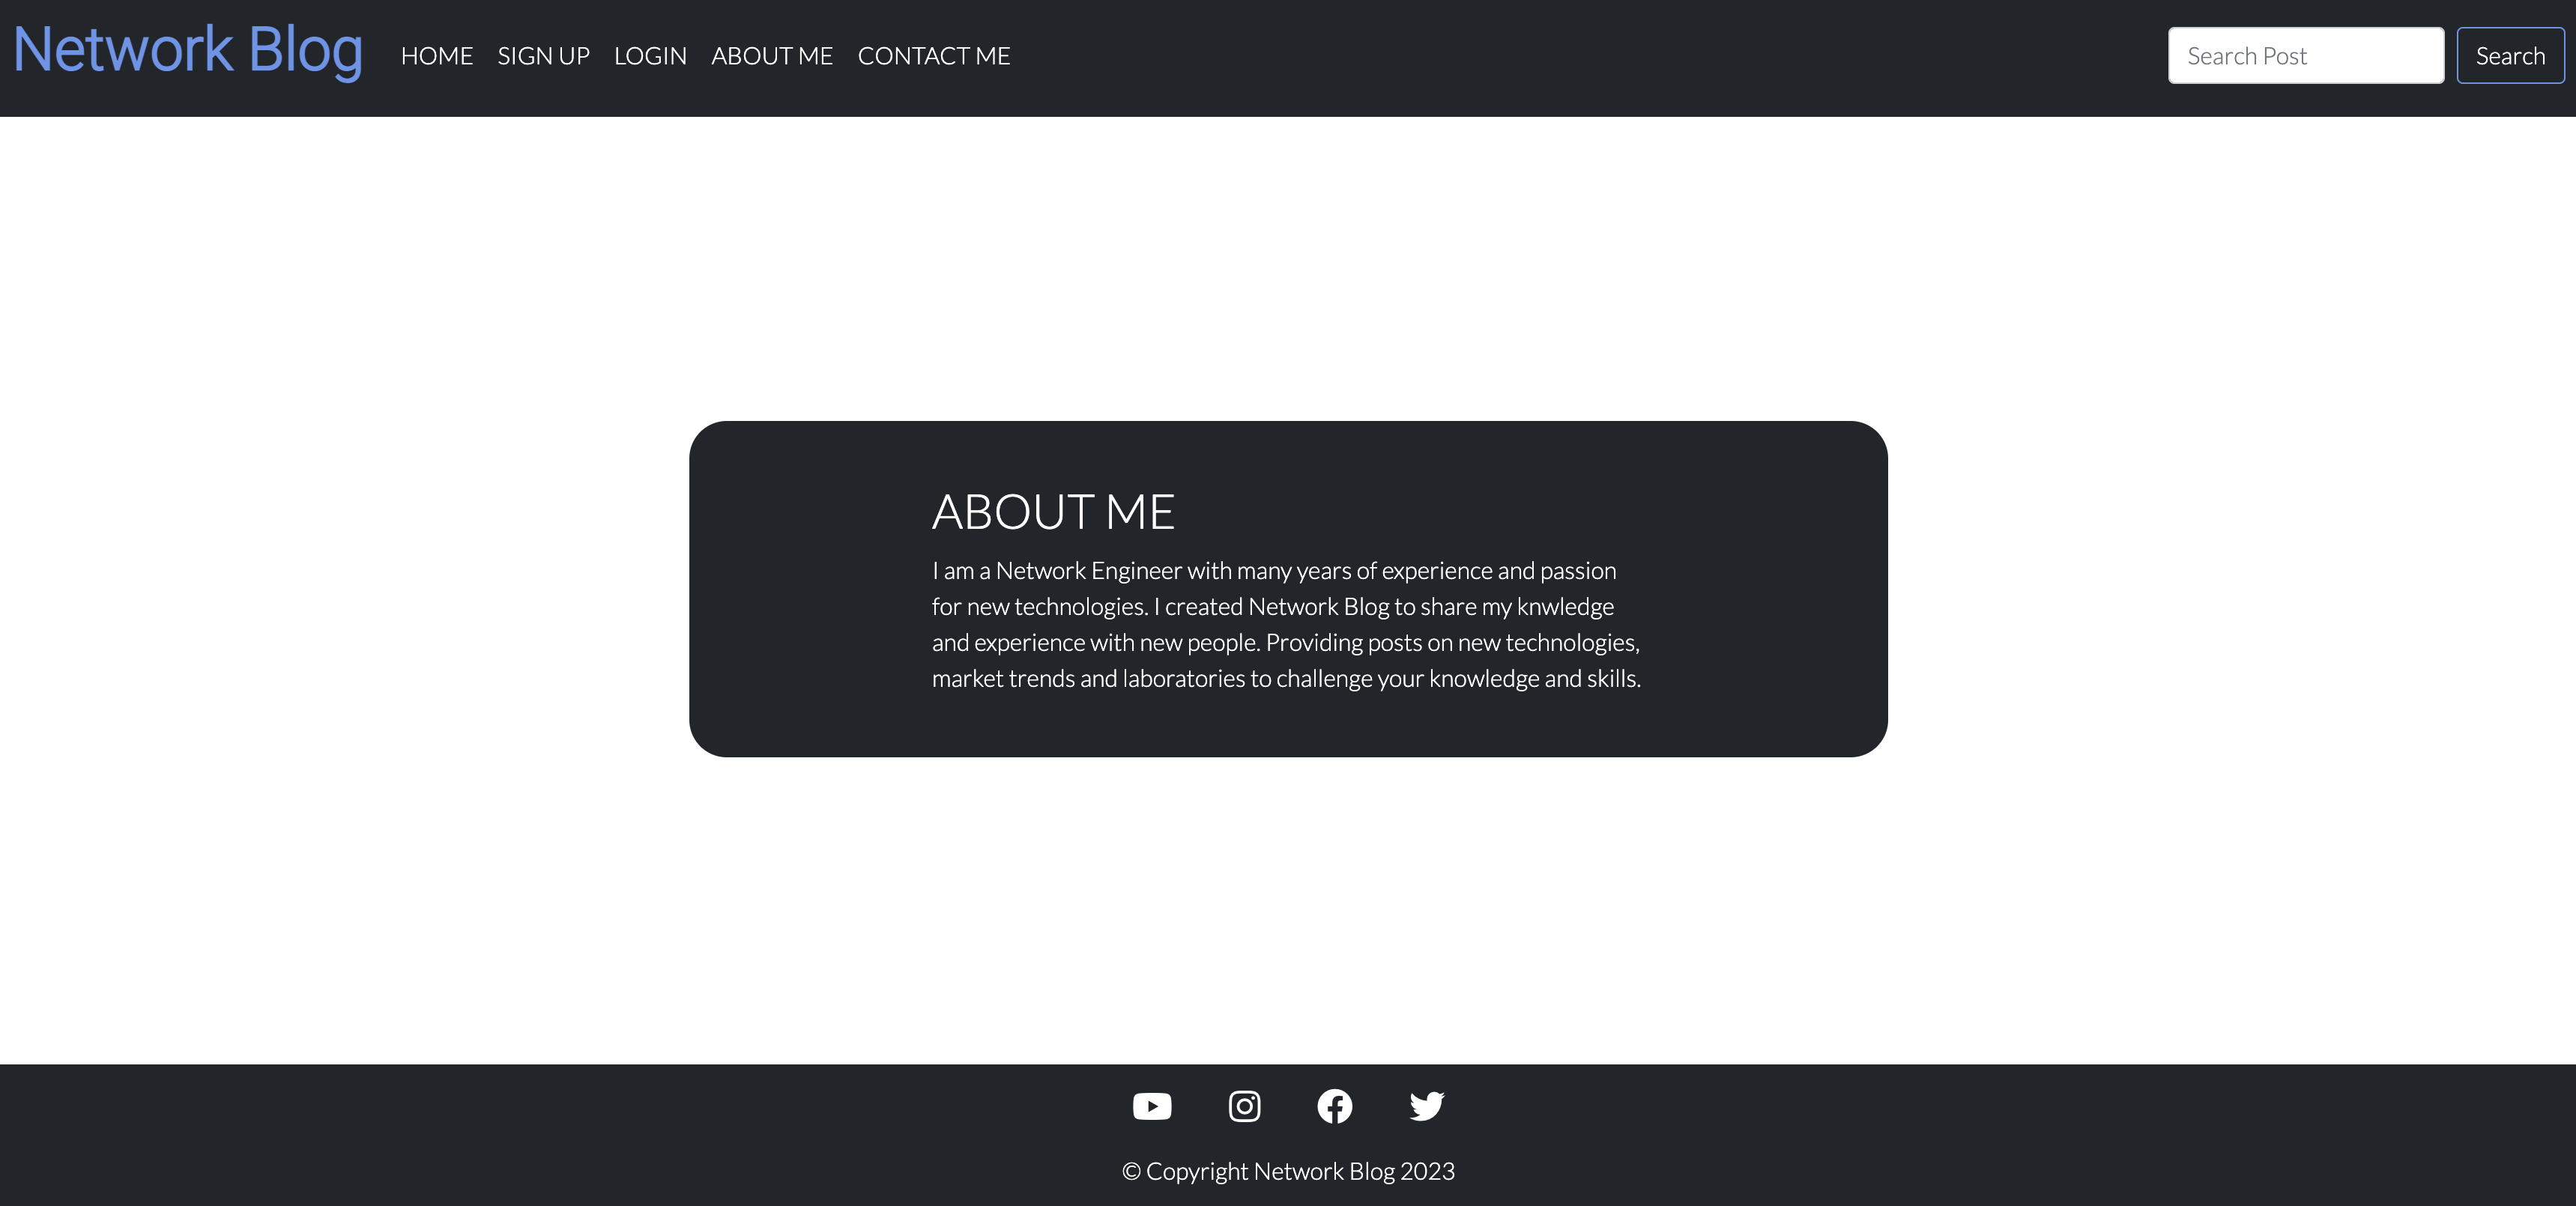 Network Blog
HOME SIGN UP LOGIN ABOUT ME CONTACT ME
Search Post Search
ABOUT ME
I am a Network Engineer with many years of experience and passion
for new technologies. I created Network Blog to share my knwledge
and experience with new people. Providing posts on new technologies,
market trends and laboratories to challenge your knowledge and skills.
© Copyright Network Blog 2023